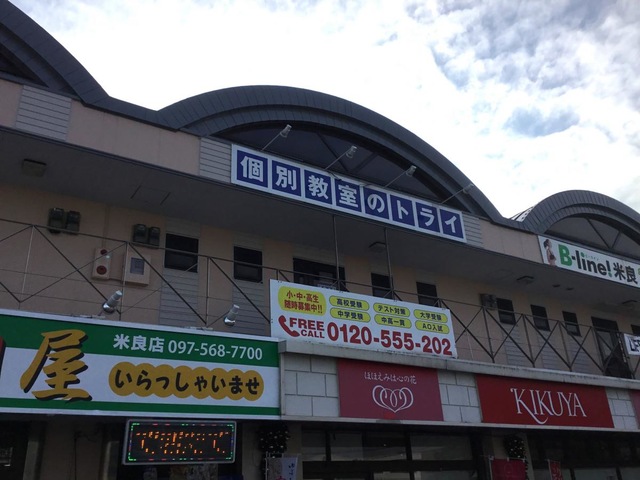 個別教室のトライ
B-line! 米良
小・中・高生
随時募集中!!
高校受験
テスト対策
大学受験
中学受験
中高一貫
AO入試
FREE CALL
0120-555-202
米良店 097-568-7700
屋
いらっしゃいませ
ほほえみは心の花
KIKUYA